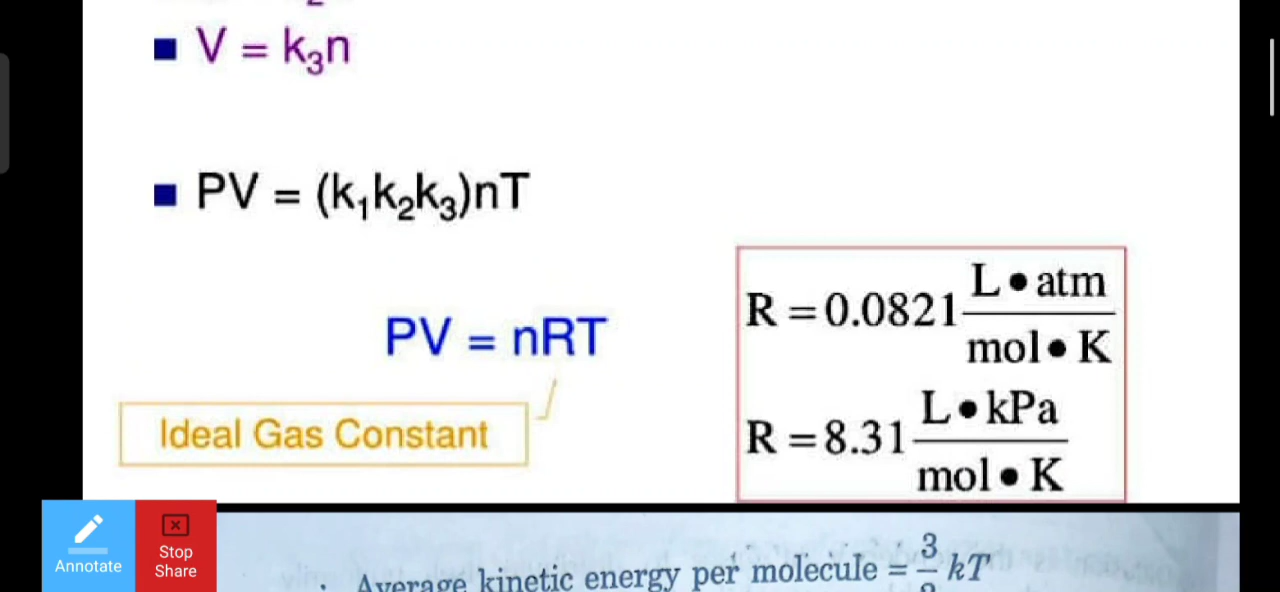 V = k₃n
PV = (k₁k₂k₃)nT
PV = nRT
Ideal Gas Constant
R = 0.0821 L • atm / mol • K
R = 8.31 L • kPa / mol • K
Annotate
Stop
Share
Average kinetic energy per molecule = 3/ kT